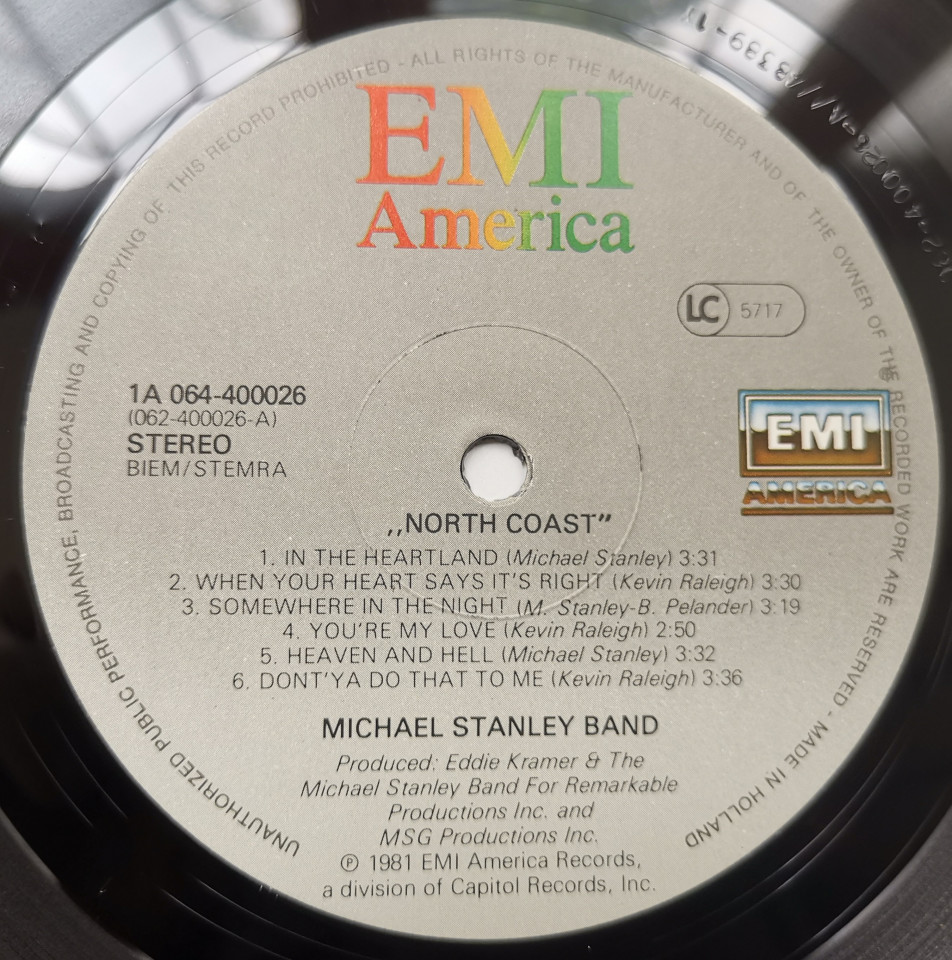 UNAUTHORIZED PUBLIC PERFORMANCE, BROADCASTING AND COPYING OF THIS RECORD PROHIBITED - ALL RIGHTS OF THE MANUFACTURER AND OF THE OWNER OF THE RECORDED WORK ARE RESERVED - MADE IN HOLLAND
EMI
America
LC 5717
1A 064-400026
(062-400026-A)
STEREO
BIEM/STEMRA
EMI
AMERICA
,,NORTH COAST”
1. IN THE HEARTLAND (Michael Stanley) 3:31
2. WHEN YOUR HEART SAYS IT'S RIGHT (Kevin Raleigh) 3:30
3. SOMEWHERE IN THE NIGHT (M. Stanley-B. Pelander) 3:19
4. YOU'RE MY LOVE (Kevin Raleigh) 2:50
5. HEAVEN AND HELL (Michael Stanley) 3:32
6. DONT'YA DO THAT TO ME (Kevin Raleigh) 3:36
MICHAEL STANLEY BAND
Produced: Eddie Kramer & The
Michael Stanley Band For Remarkable
Productions Inc. and
MSG Productions Inc.
℗ 1981 EMI America Records,
a division of Capitol Records, Inc.